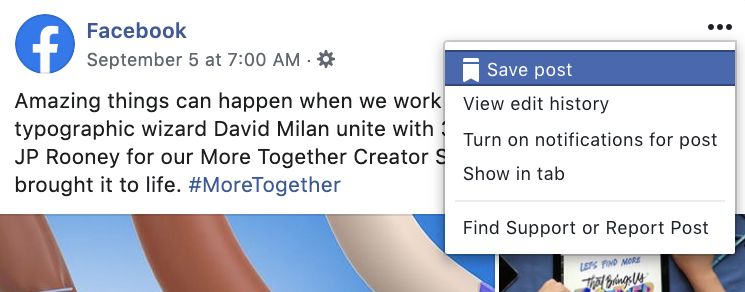 Facebook
September 5 at 7:00 AM ·
Save post
View edit history
Turn on notifications for post
Show in tab
Find Support or Report Post
Amazing things can happen when we work
typographic wizard David Milan unite with
JP Rooney for our More Together Creator
brought it to life. #MoreTogether
LET'S FIND MORE
That Brings Us